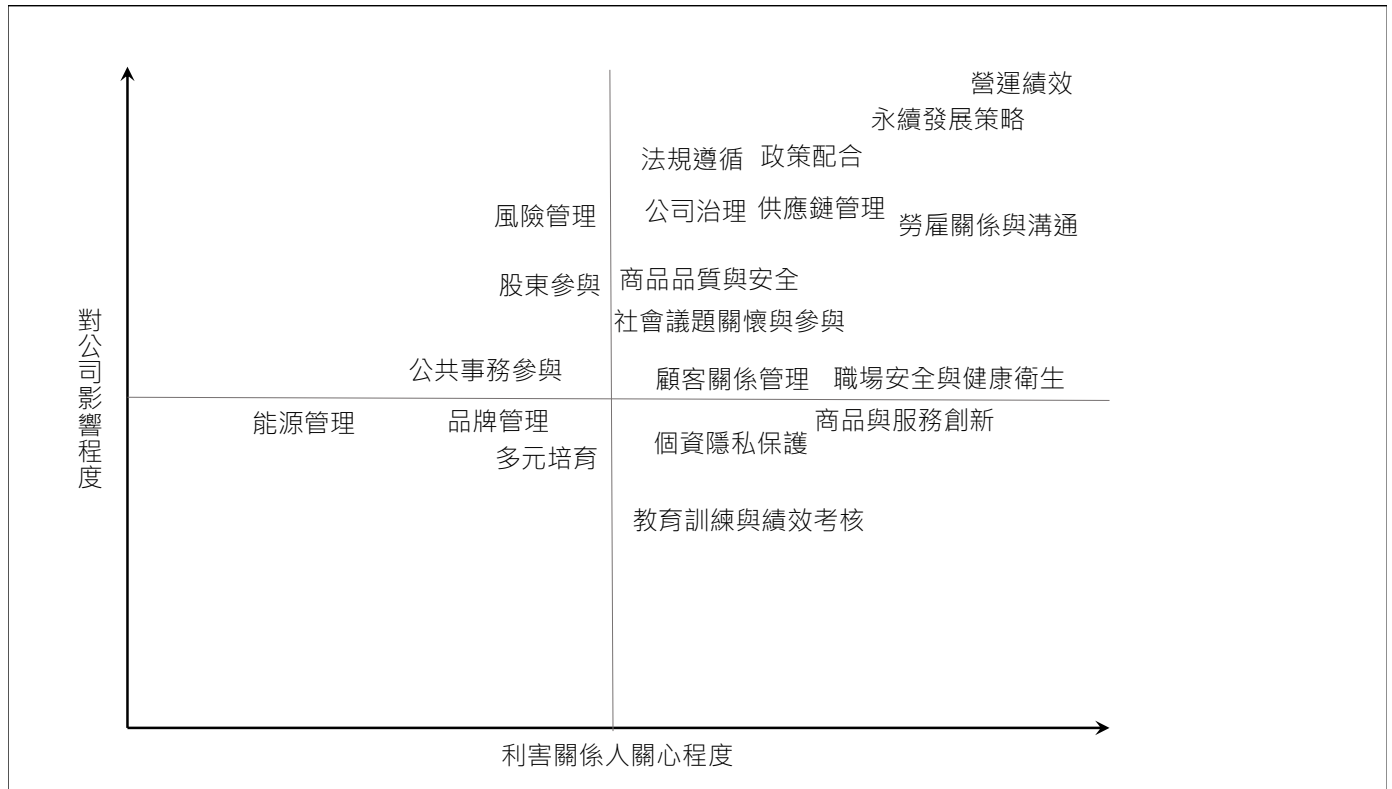 營運績效
永續發展策略
法規遵循
政策配合
風險管理
公司治理
供應鏈管理
勞雇關係與溝通
股東參與
商品品質與安全
社會議題關懷與參與
對公司影響程度
公共事務參與
顧客關係管理
職場安全與健康衛生
能源管理
品牌管理
商品與服務創新
多元培育
個資隱私保護
教育訓練與績效考核
利害關係人關心程度